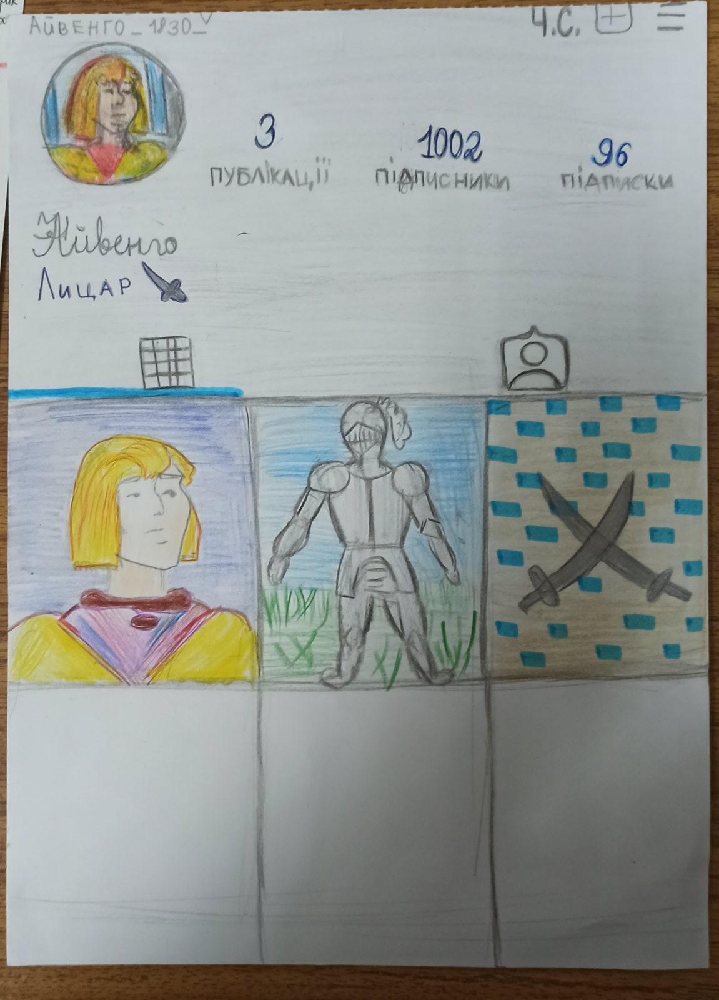 АЙВЕНГО_1830_
Ч.С.
3 1002 96
ПУБЛІКАЦІЇ ПІДПИСНИКИ ПІДПИСКИ
Айвенго
Лицар